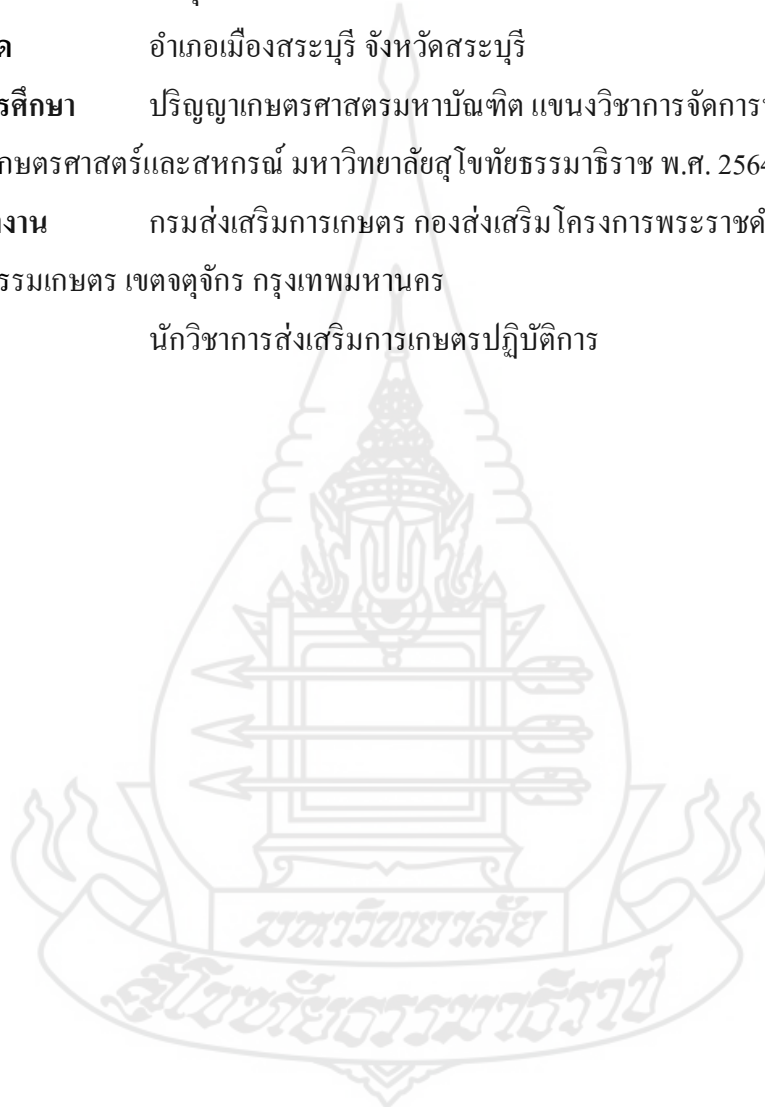 ด อำเภอเมืองสระบุรี จังหวัดสระบุรี
รศึกษา ปริญญาเกษตรศาสตรมหาบัณฑิต แขนงวิชาการจัดการ
กษตรศาสตร์และสหกรณ์ มหาวิทยาลัยสุโขทัยธรรมาธิราช พ.ศ. 2564
งาน กรมส่งเสริมการเกษตร กองส่งเสริมโครงการพระราชดำ
รรมเกษตร เขตจตุจักร กรุงเทพมหานคร
นักวิชาการส่งเสริมการเกษตรปฏิบัติการ
มหาวิทยาลัย
สุโขทัยธรรมาธิราช